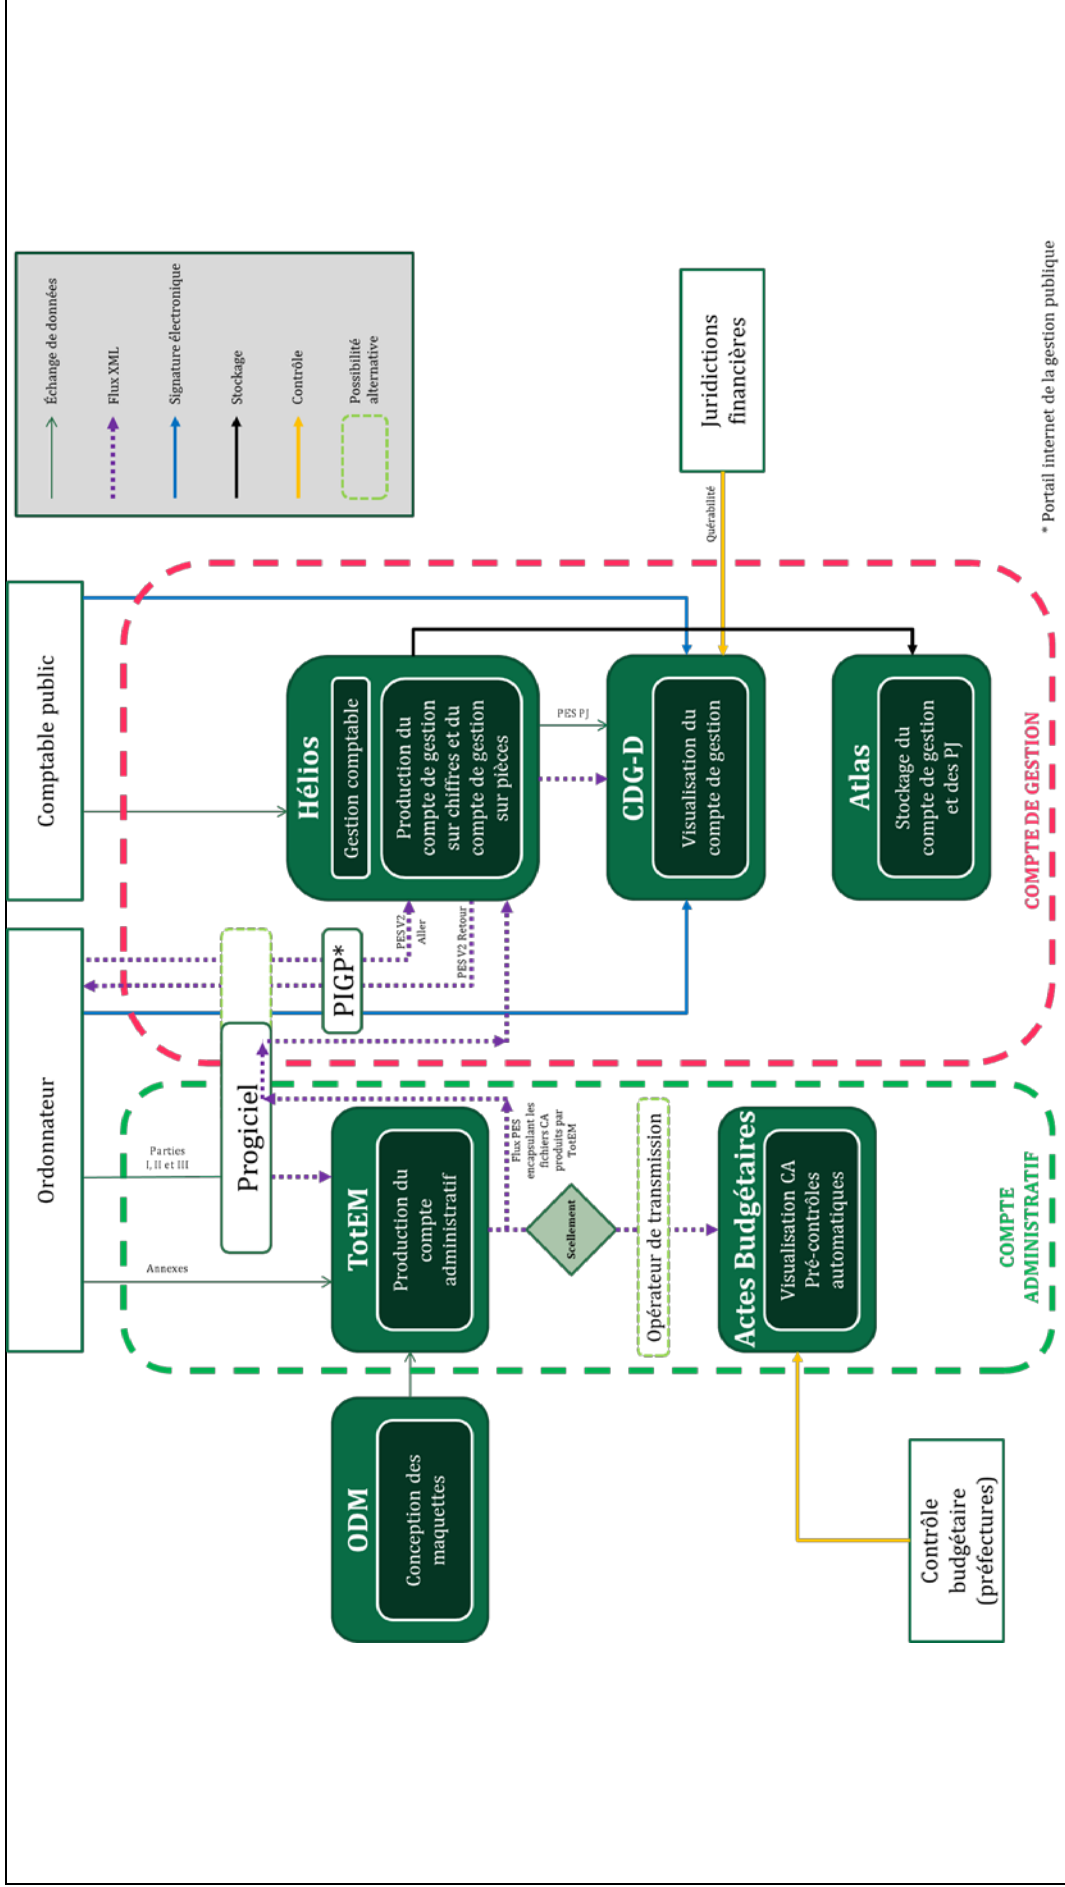 Ordonnateur
Comptable public
Annexes
Parties
I, II et III
Progiciel
PIGP*
ODM
Conception des
maquettes
TotEM
Production du
compte
administratif
Flux PES
encapsulant les
fichiers CA
produits par
TotEM
Scellement
Opérateur de transmission
Actes Budgétaires
Visualisation CA
Pré-contrôles
automatiques
Contrôle
budgétaire
(préfectures)
COMPTE
ADMINISTRATIF
PES V2
Aller
PES V2 Retour
Hélios
Gestion comptable
Production du
compte de gestion
sur chiffres et du
compte de gestion
sur pièces
PES PJ
CDG-D
Visualisation du
compte de gestion
Atlas
Stockage du
compte de gestion
et des PJ
COMPTE DE GESTION
Quérabilité
Juridictions
financières
Échange de données
Flux XML
Signature électronique
Stockage
Contrôle
Possibilité
alternative
* Portail internet de la gestion publique